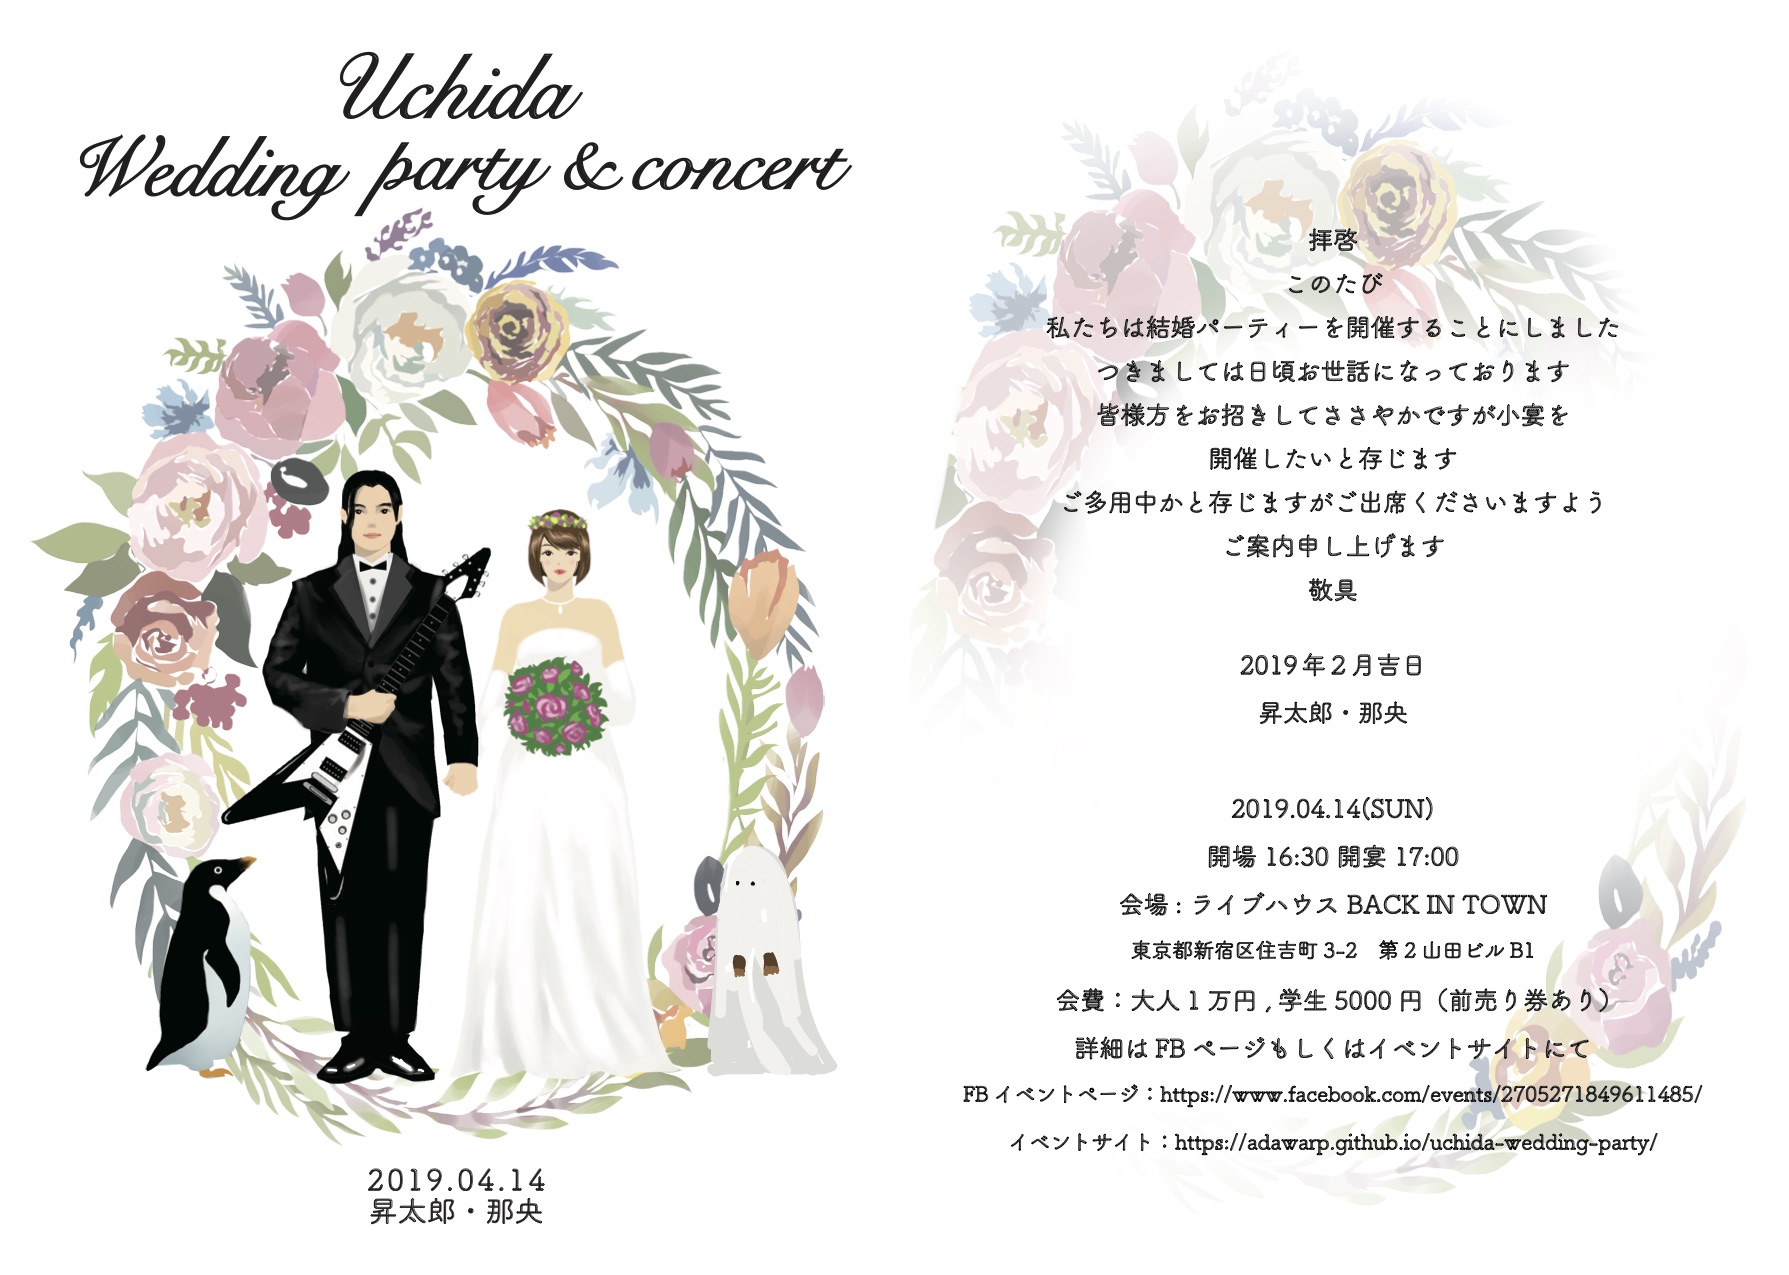 Uchida
Wedding party & concert
2019.04.14
昇太郎・那央
拝啓
このたび
私たちは結婚パーティーを開催することにしました
つきましては日頃お世話になっております
皆様方をお招きしてささやかですが小宴を
開催したいと存じます
ご多用中かと存じますがご出席くださいますよう
ご案内申し上げます
敬具
2019年2月吉日
昇太郎・那央
2019.04.14(SUN)
開場 16:30 開宴 17:00
会場 : ライブハウス BACK IN TOWN
東京都新宿区住吉町 3-2　第2山田ビル B1
会費：大人 1 万円 , 学生 5000 円（前売り券あり）
詳細は FB ページもしくはイベントサイトにて
FB イベントページ：https://www.facebook.com/events/2705271849611485/
イベントサイト：https://adawarp.github.io/uchida-wedding-party/